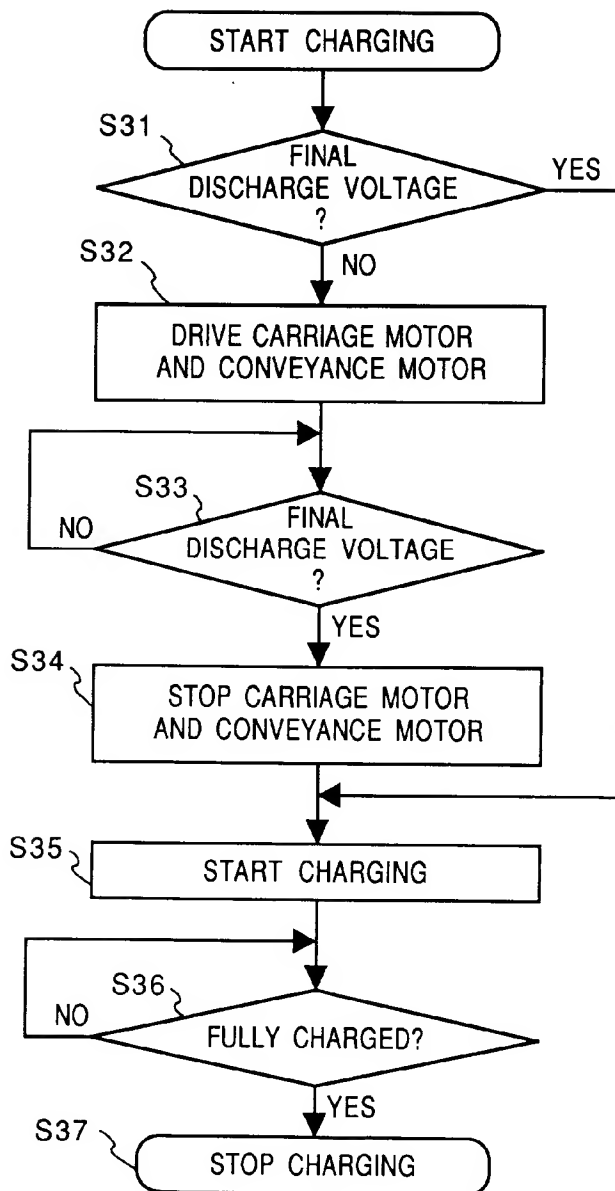 START CHARGING
S31
FINAL
DISCHARGE VOLTAGE
?
YES
NO
S32
DRIVE CARRIAGE MOTOR
AND CONVEYANCE MOTOR
S33
FINAL
DISCHARGE VOLTAGE
?
NO
YES
S34
STOP CARRIAGE MOTOR
AND CONVEYANCE MOTOR
S35
START CHARGING
S36
FULLY CHARGED?
NO
YES
S37
STOP CHARGING